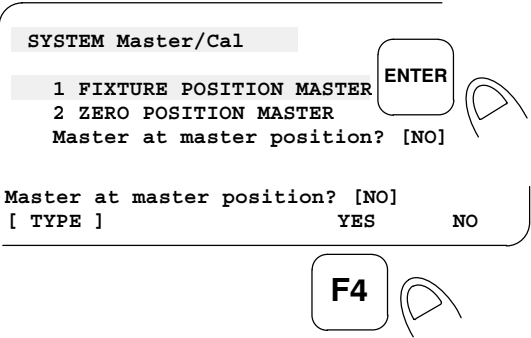 SYSTEM Master/Cal
1 FIXTURE POSITION MASTER
ENTER
2 ZERO POSITION MASTER
Master at master position? [NO]
Master at master position? [NO]
[ TYPE ] YES NO
F4